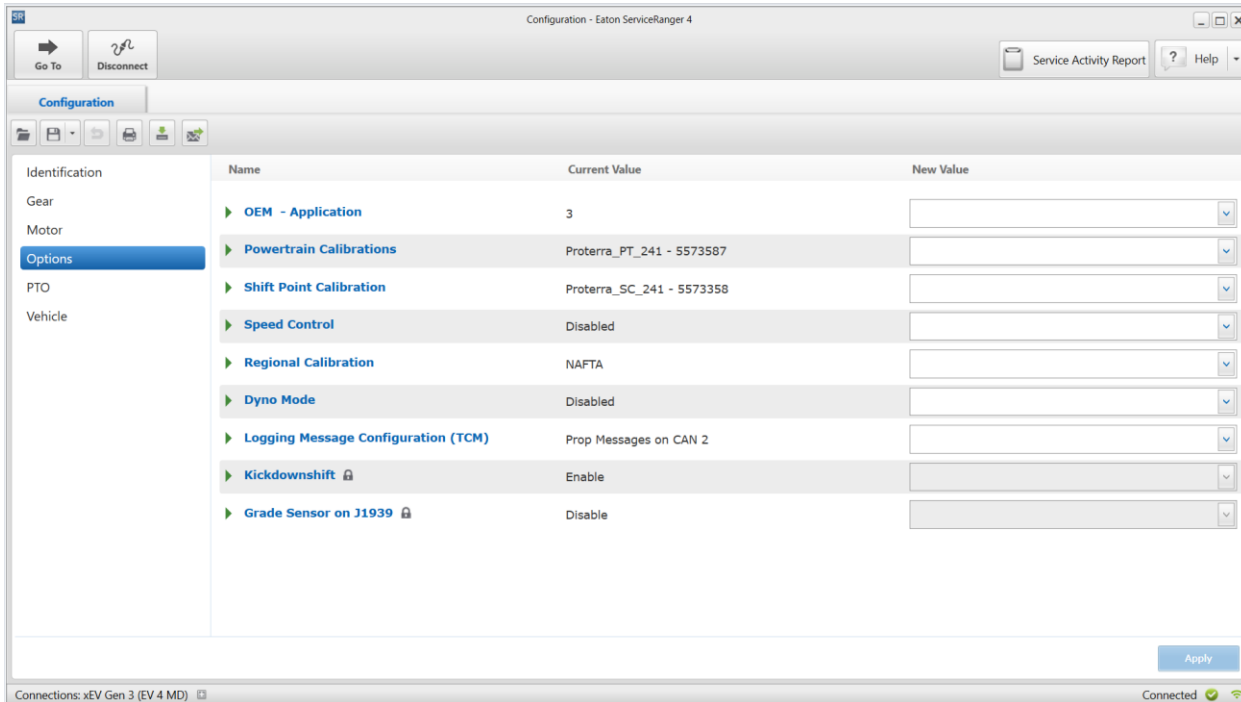 SR
Configuration - Eaton ServiceRanger 4
Go To
Disconnect
Service Activity Report
? Help
Configuration
Identification
Gear
Motor
Options
PTO
Vehicle
Name Current Value New Value
OEM - Application 3
Powertrain Calibrations Proterra_PT_241 - 5573587
Shift Point Calibration Proterra_SC_241 - 5573358
Speed Control Disabled
Regional Calibration NAFTA
Dyno Mode Disabled
Logging Message Configuration (TCM) Prop Messages on CAN 2
Kickdownshift Enable
Grade Sensor on J1939 Disable
Apply
Connections: xEV Gen 3 (EV 4 MD) Connected